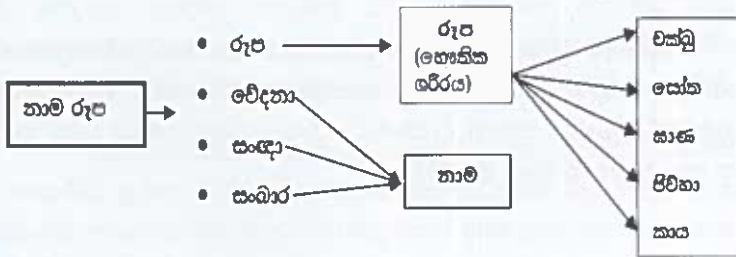 නාම රූප
• රූප
• වේදනා
• සංඥා
• සංඛාර
රූප
(භෞතික
ශරීරය)
නාම
චක්ඛු
සෝත
ඝාණ
ජිව්හා
කාය